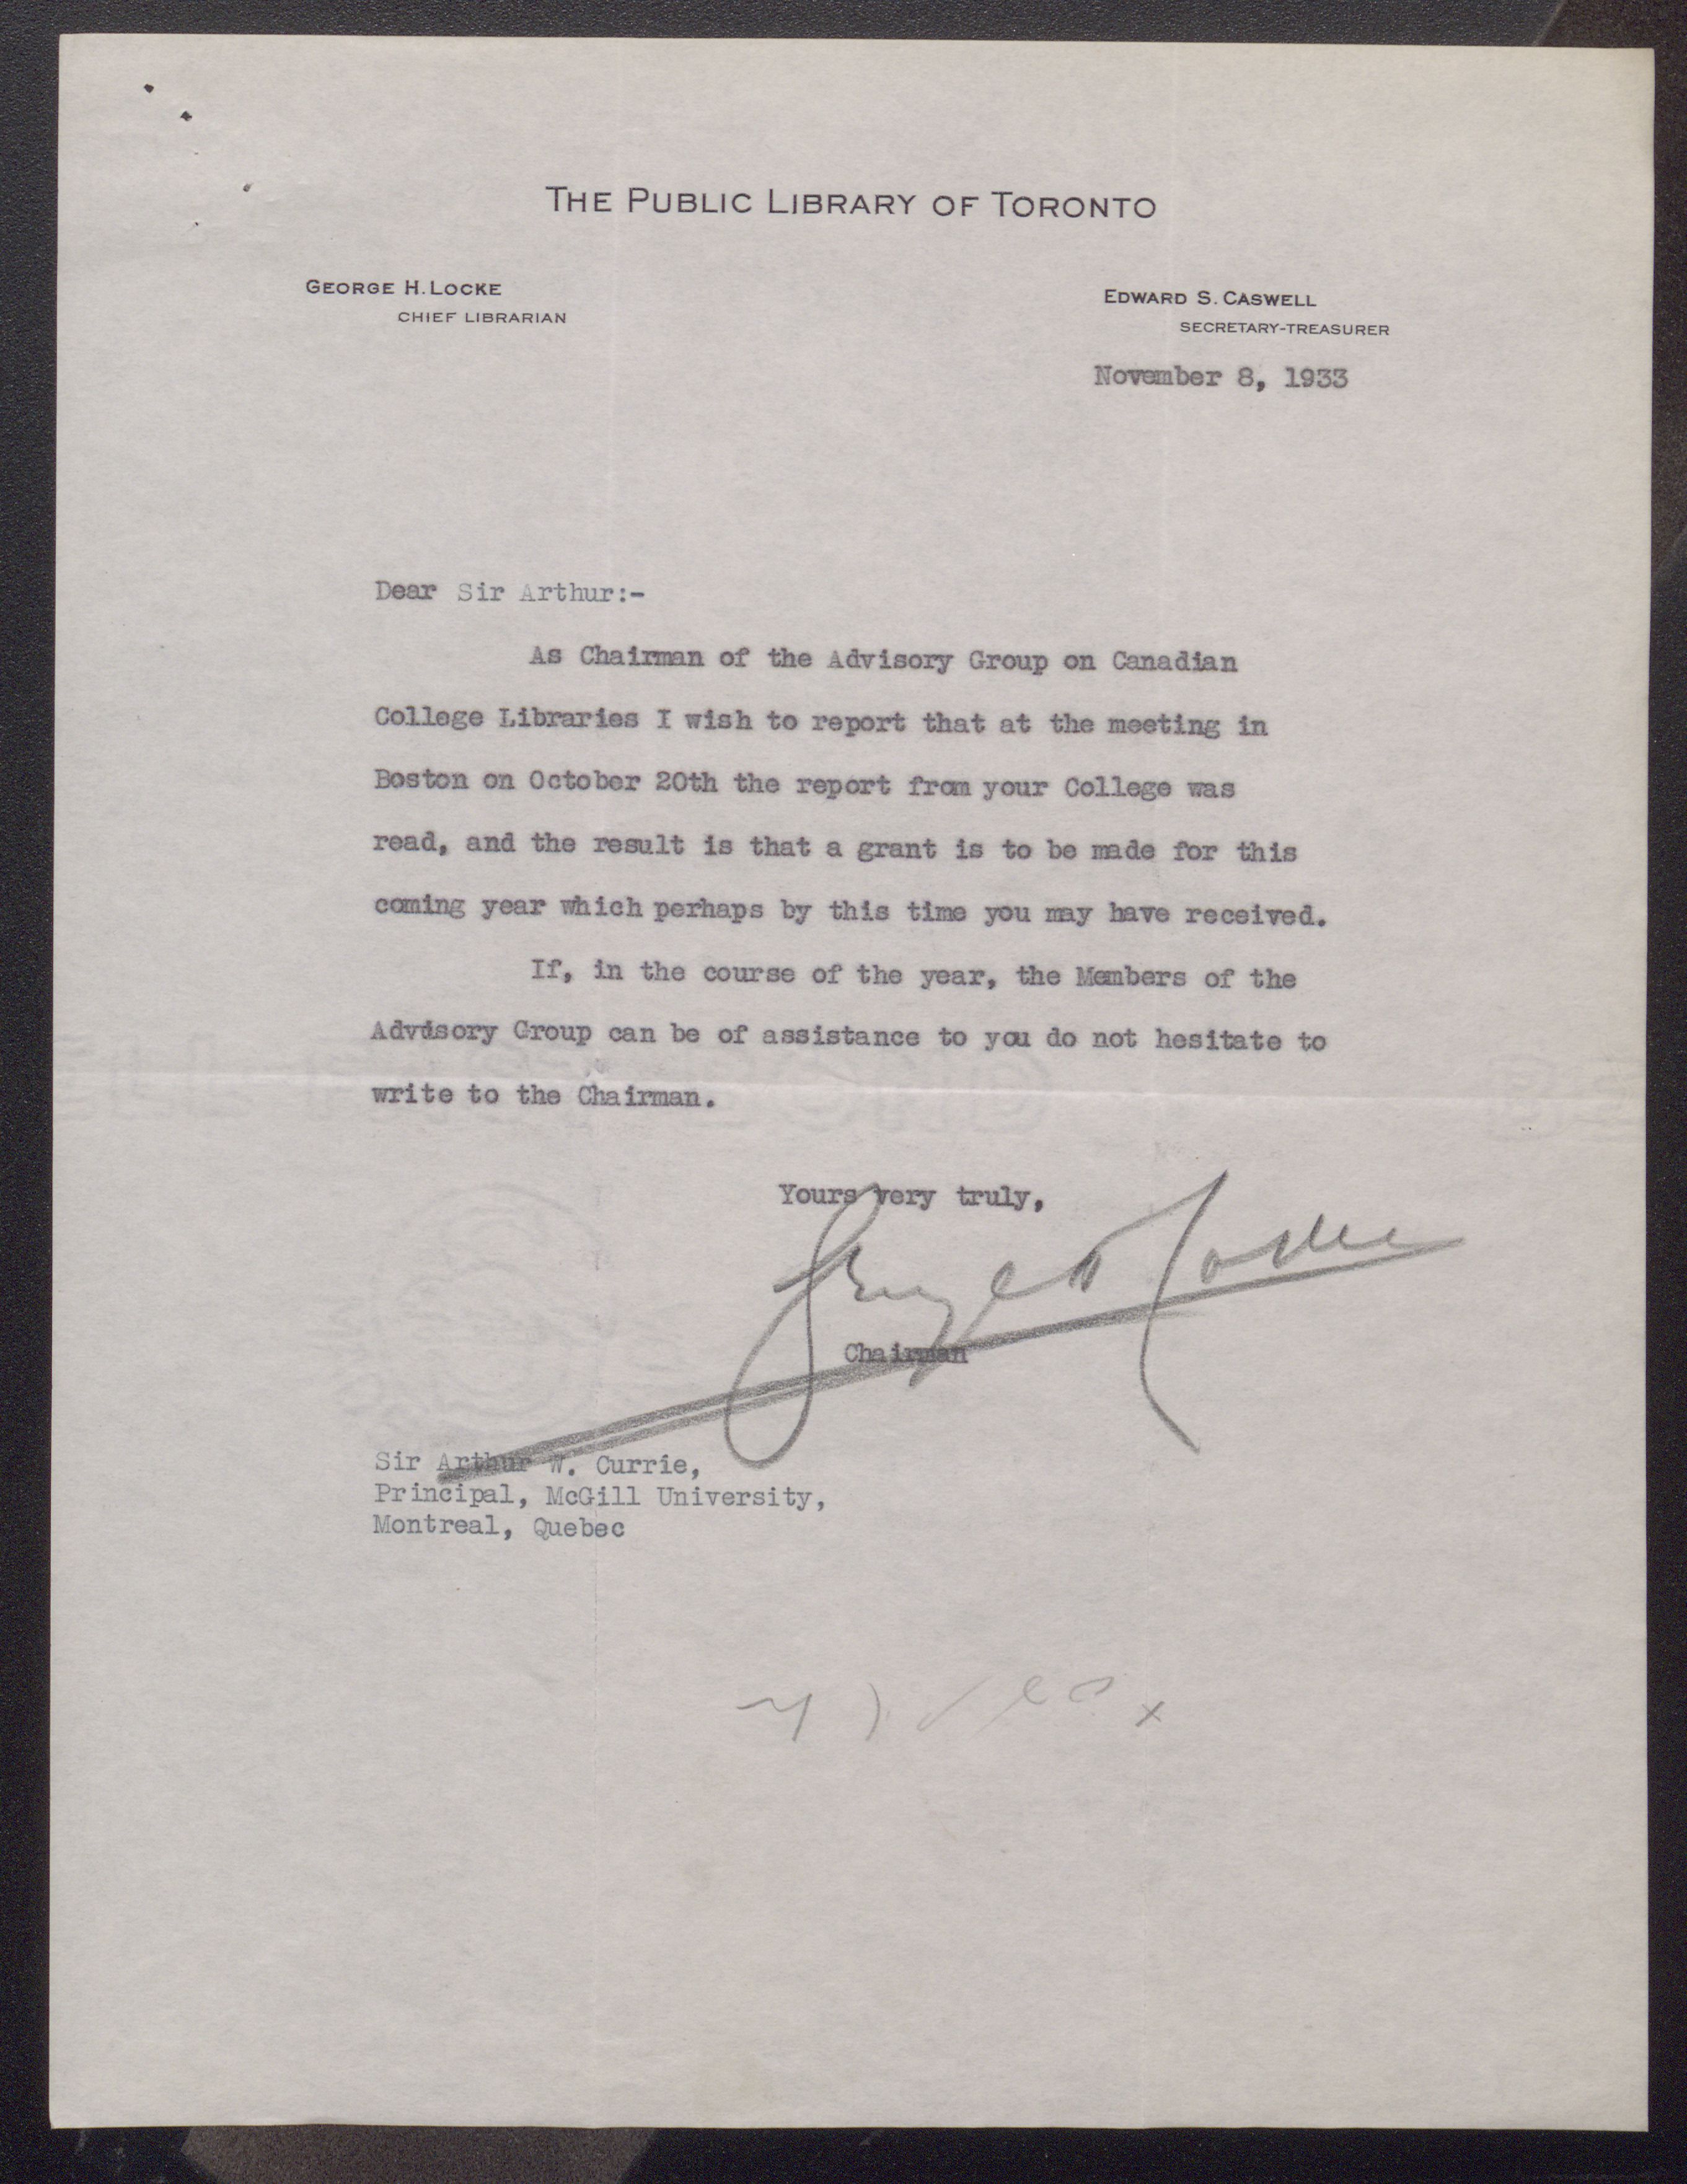 THE PUBLIC LIBRARY OF TORONTO
GEORGE H. LOCKE
CHIEF LIBRARIAN
EDWARD S. CASWELL
SECRETARY-TREASURER
November 8, 1933
Dear Sir Arthur:-
As Chairman of the Advisory Group on Canadian
College Libraries I wish to report that at the meeting in
Boston on October 20th the report from your College was
read, and the result is that a grant is to be made for this
coming year which perhaps by this time you may have received.
If, in the course of the year, the Members of the
Advisory Group can be of assistance to you do not hesitate to
write to the Chairman.
Yours very truly,
George H Locke
Chairman
Sir Arthur W. Currie,
Principal, McGill University,
Montreal, Quebec